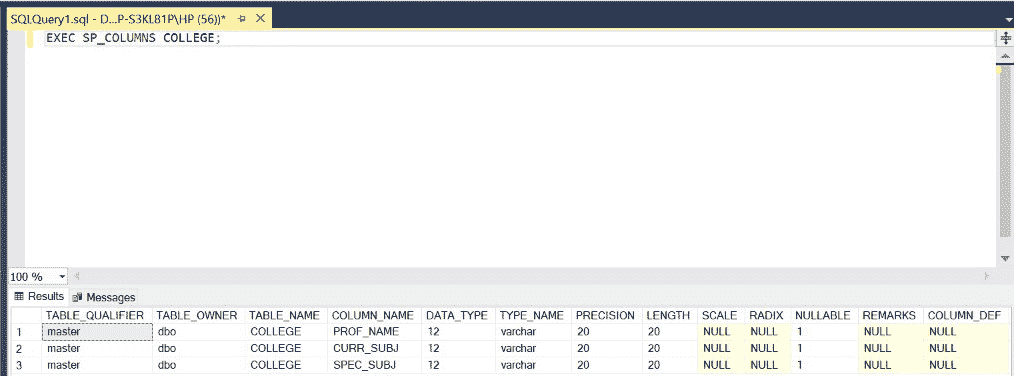 SQLQuery1.sql - D...P-S3KL81P\HP (56))*
EXEC SP_COLUMNS COLLEGE;
100 %
Results Messages
TABLE_QUALIFIER TABLE_OWNER TABLE_NAME COLUMN_NAME DATA_TYPE TYPE_NAME PRECISION LENGTH SCALE RADIX NULLABLE REMARKS COLUMN_DEF
1 master dbo COLLEGE PROF_NAME 12 varchar 20 20 NULL NULL 1 NULL NULL
2 master dbo COLLEGE CURR_SUBJ 12 varchar 20 20 NULL NULL 1 NULL NULL
3 master dbo COLLEGE SPEC_SUBJ 12 varchar 20 20 NULL NULL 1 NULL NULL